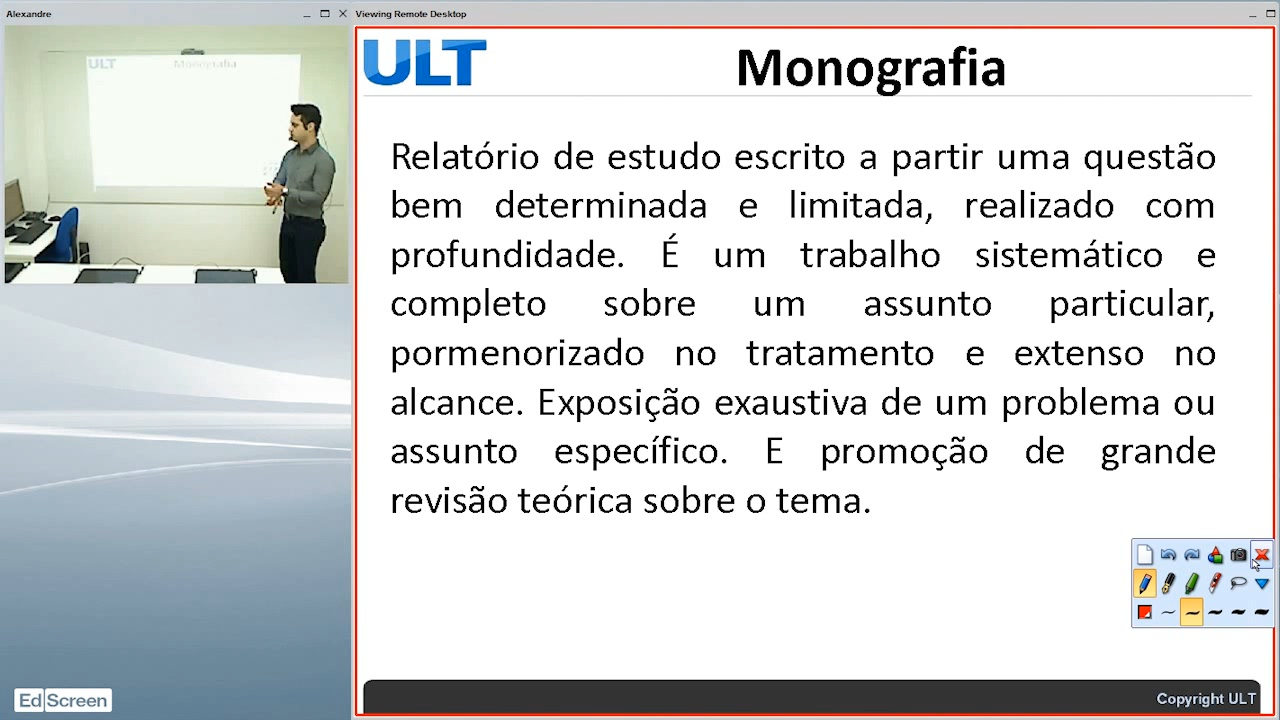 Alexandre
Viewing Remote Desktop
ULT
Monografia
ULT
Monografia
Relatório de estudo escrito a partir uma questão
bem determinada e limitada, realizado com
profundidade. É um trabalho sistemático e
completo sobre um assunto particular,
pormenorizado no tratamento e extenso no
alcance. Exposição exaustiva de um problema ou
assunto específico. E promoção de grande
revisão teórica sobre o tema.
EdScreen
Copyright ULT